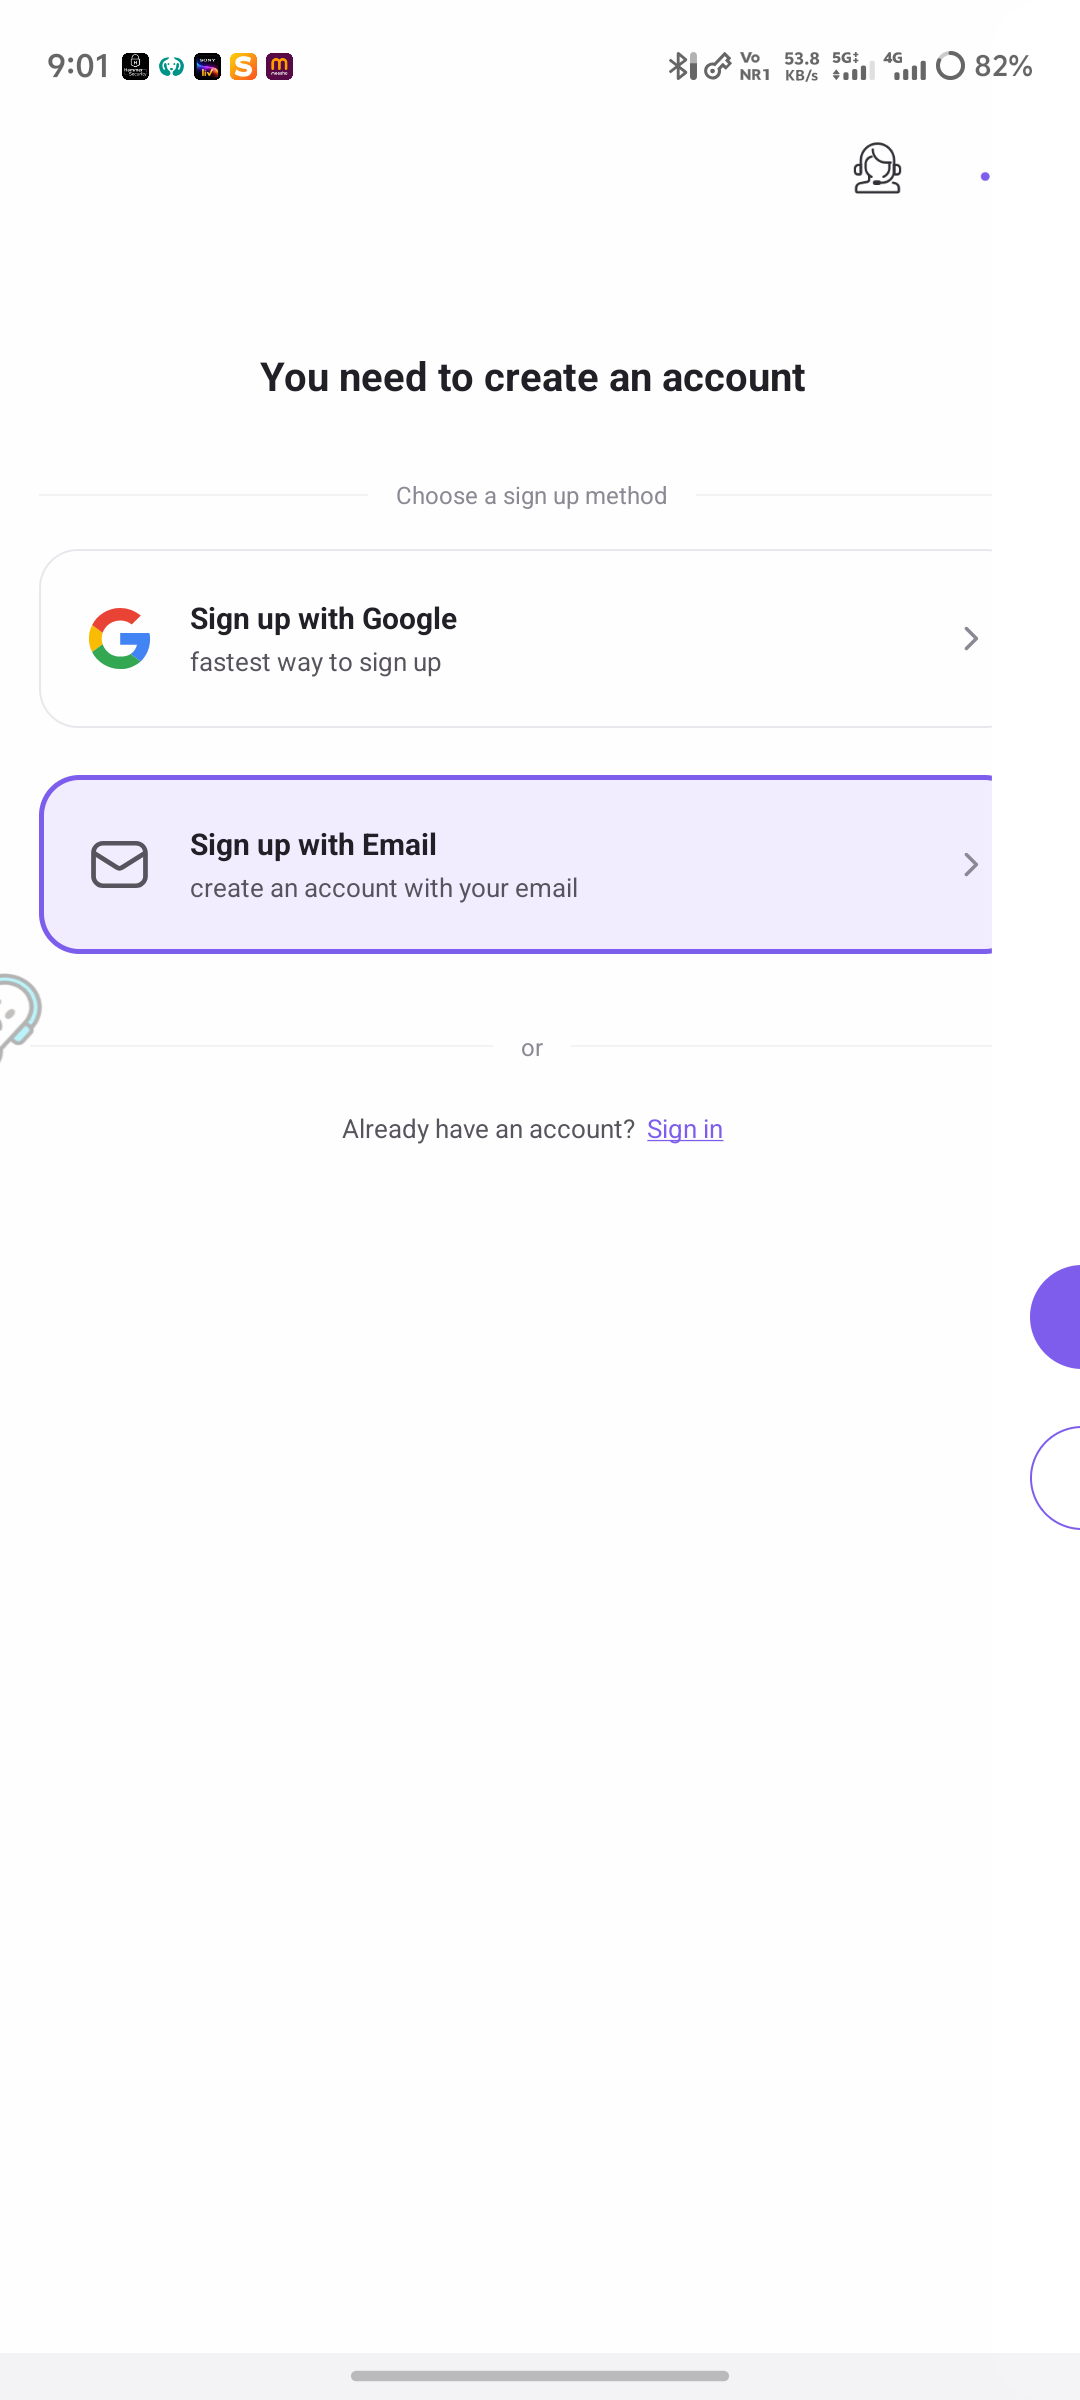 9:01
Vo
NR1
53.8
KB/s
5G
4G
82%
You need to create an account
Choose a sign up method
Sign up with Google
fastest way to sign up
Sign up with Email
create an account with your email
or
Already have an account? Sign in